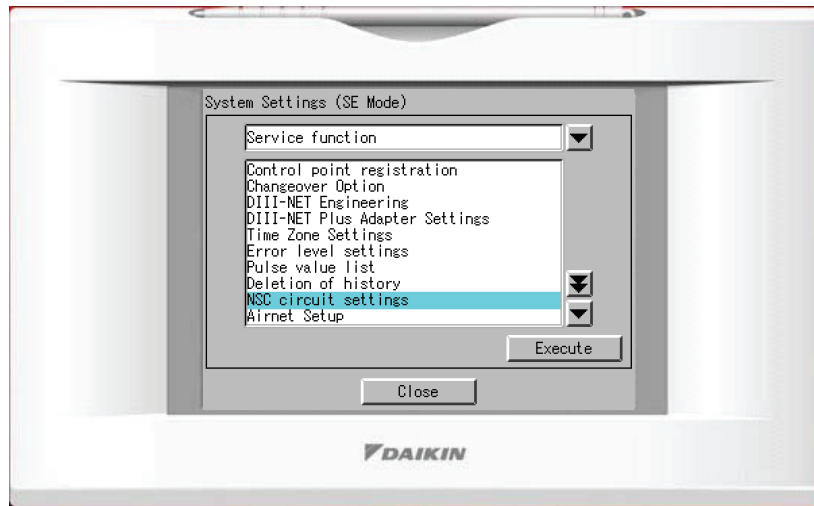 System Settings (SE Mode)
Service function
Control point registration
Changeover Option
DIII-NET Engineering
DIII-NET Plus Adapter Settings
Time Zone Settings
Error level settings
Pulse value list
Deletion of history
NSC circuit settings
Airnet Setup
Execute
Close
DAIKIN